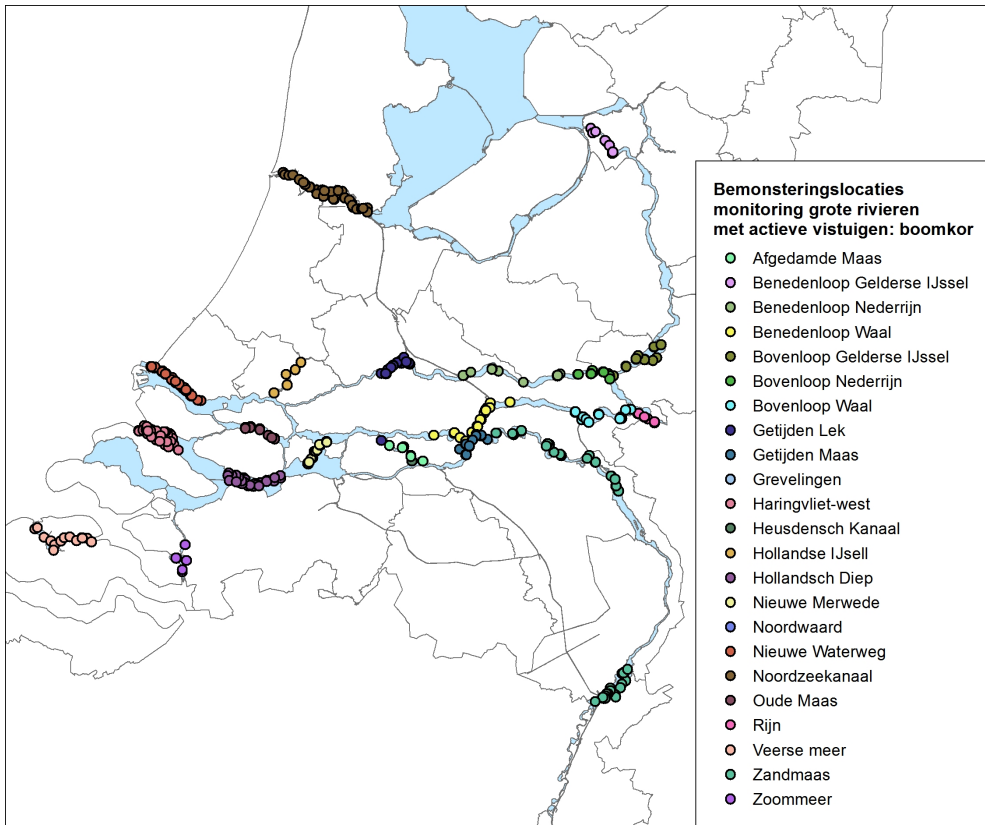 Bemonsteringslocaties
monitoring grote rivieren
met actieve vistuigen: boomkor
Afgedamde Maas
Benedenloop Gelderse IJssel
Benedenloop Nederrijn
Benedenloop Waal
Bovenloop Gelderse IJssel
Bovenloop Nederrijn
Bovenloop Waal
Getijden Lek
Getijden Maas
Grevelingen
Haringvliet-west
Heusdensch Kanaal
Hollandse IJsell
Hollandsch Diep
Nieuwe Merwede
Noordwaard
Nieuwe Waterweg
Noordzeekanaal
Oude Maas
Rijn
Veerse meer
Zandmaas
Zoommeer